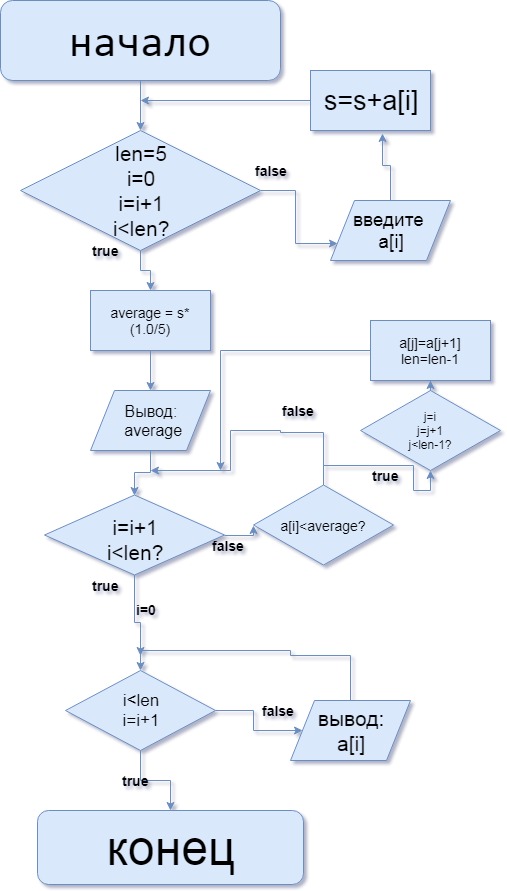 начало
s=s+a[i]
len=5
i=0
i=i+1
i<len?
false
введите
a[i]
true
average = s*
(1.0/5)
a[j]=a[j+1]
len=len-1
Вывод:
average
false
j=i
j=j+1
j<len-1?
true
i=i+1
i<len?
false
a[i]<average?
true
i=0
i<len
i=i+1
false
вывод:
a[i]
true
конец